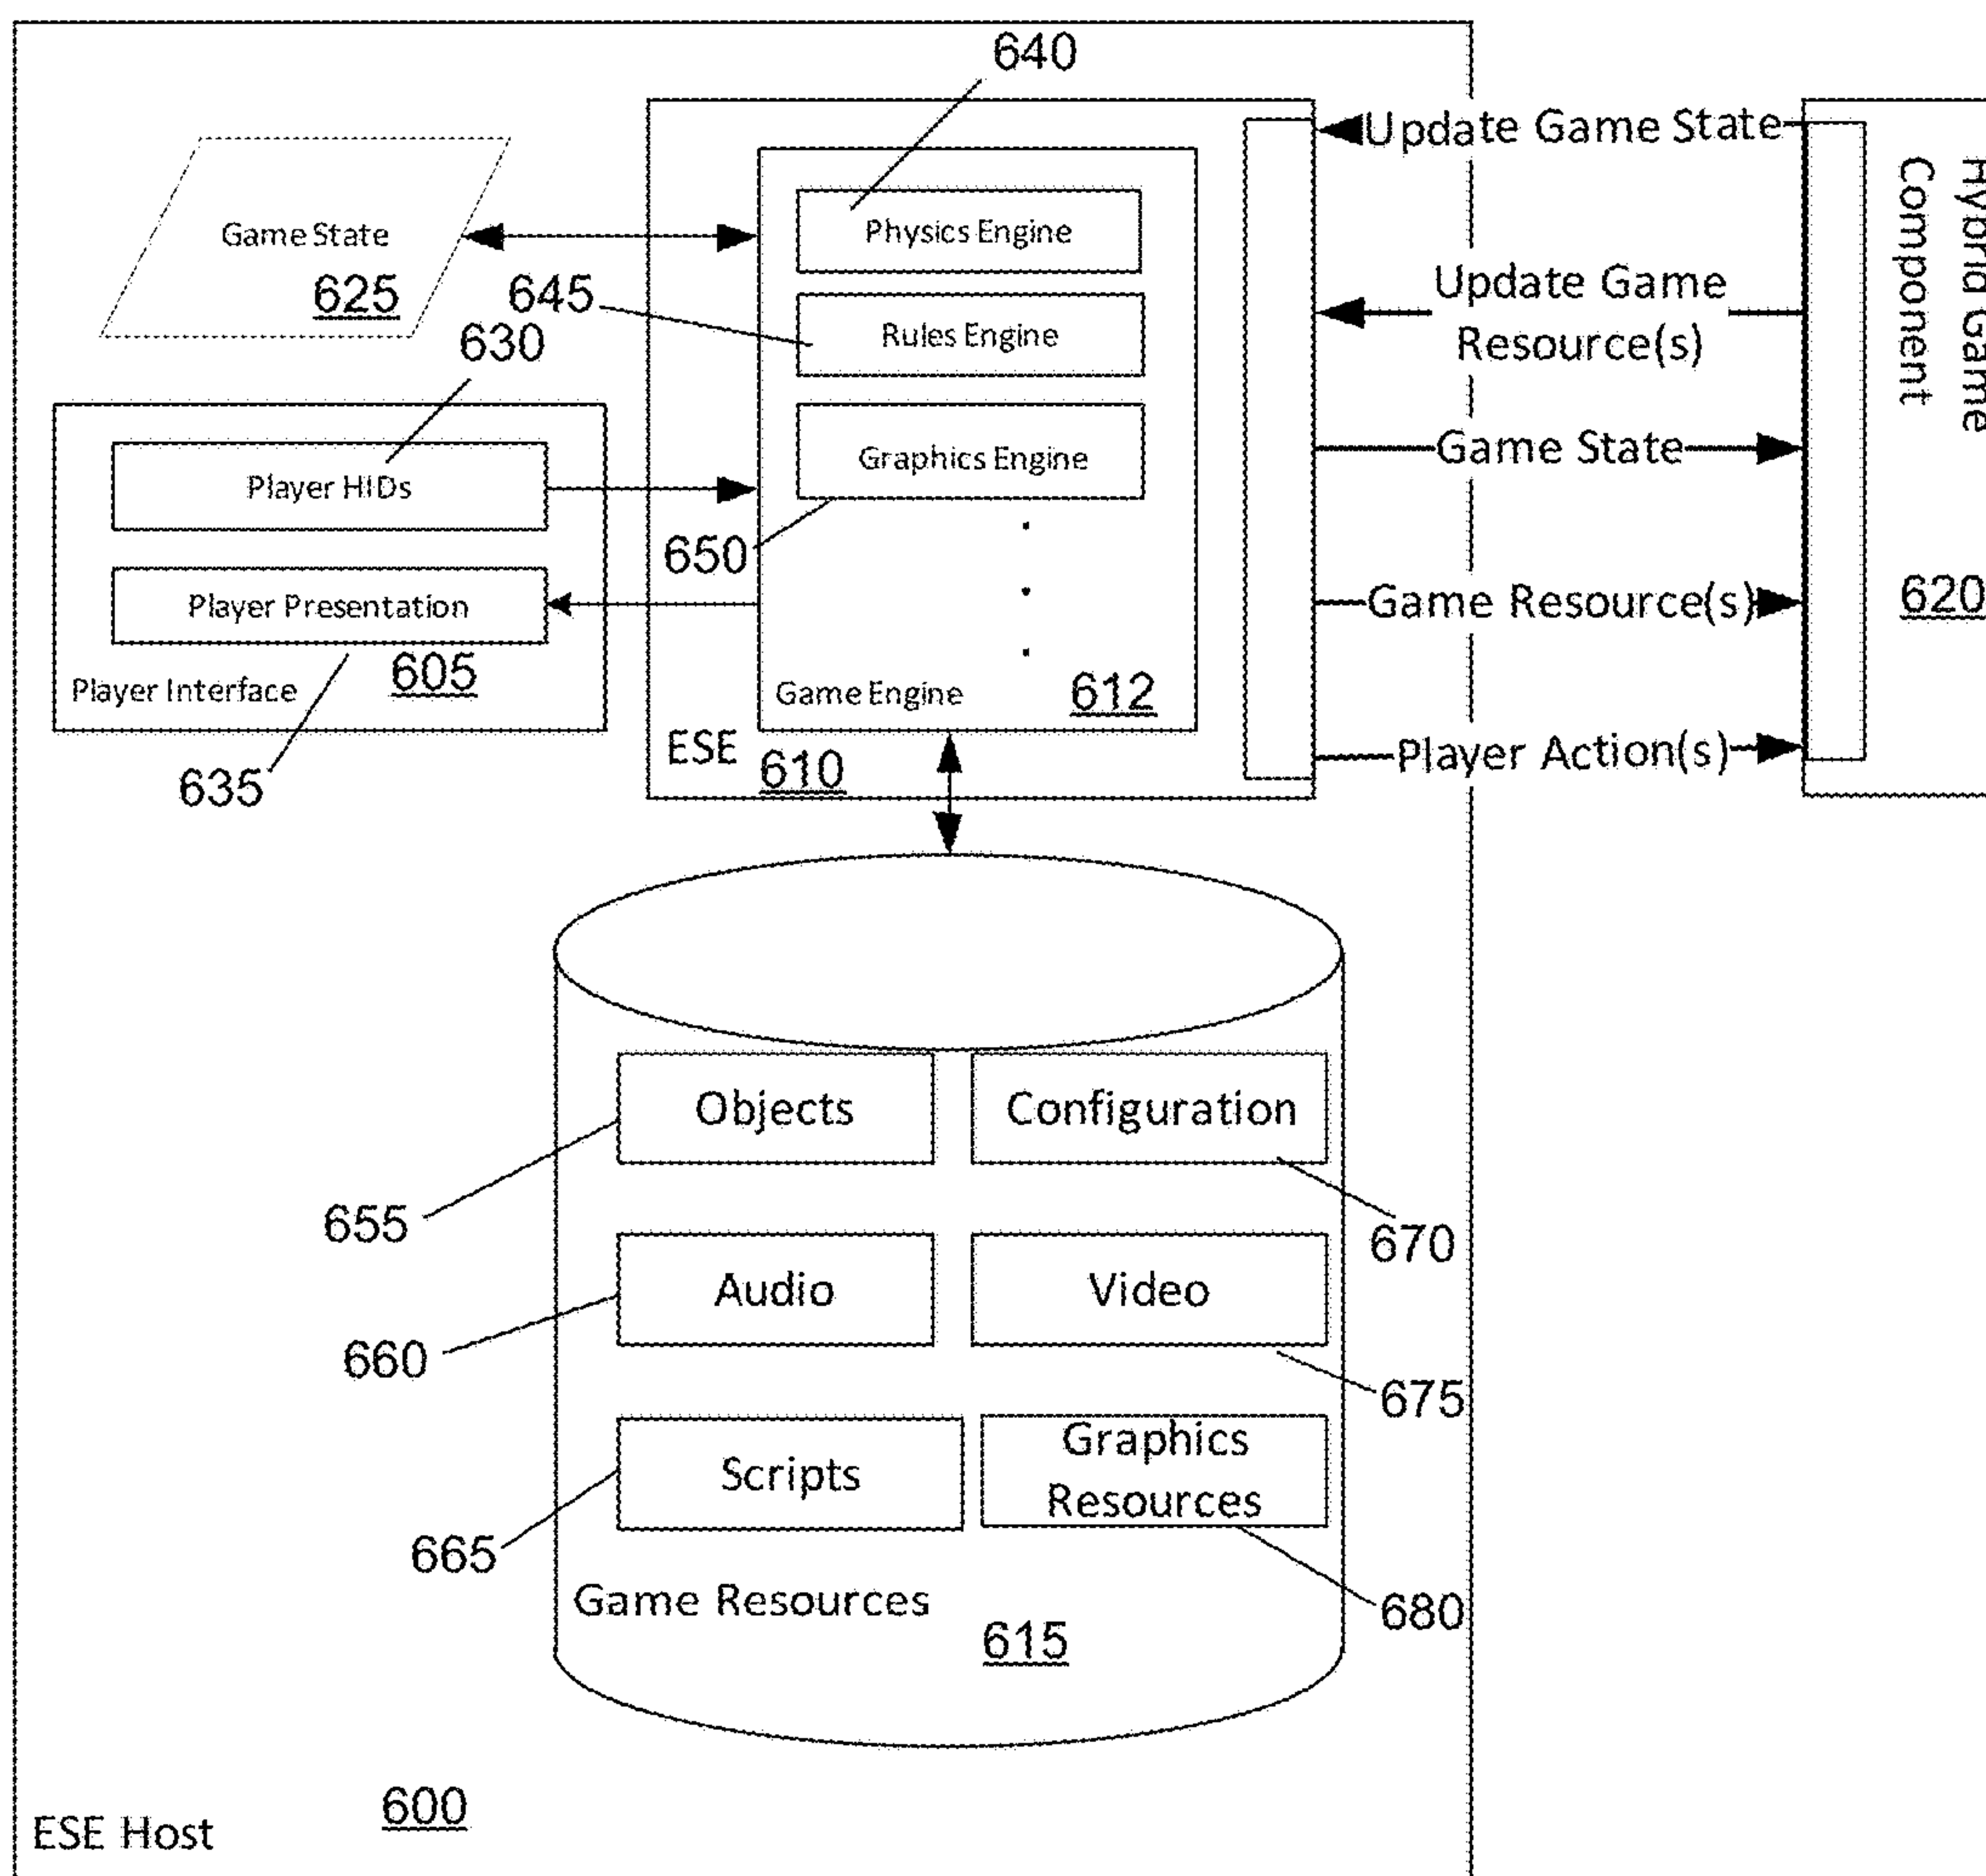 640
Update Game State
Hybrid Game
Component
Game State
625
Physics Engine
645
Rules Engine
Update Game
Resource(s)
630
Player HIDs
Graphics Engine
650
Game State
Player Presentation
605
Player Interface
635
Game Engine
612
ESE
610
Game Resource(s)
620
Player Action(s)
Objects
Configuration
655
670
Audio
Video
660
675
Scripts
Graphics
Resources
665
680
Game Resources
615
600
ESE Host